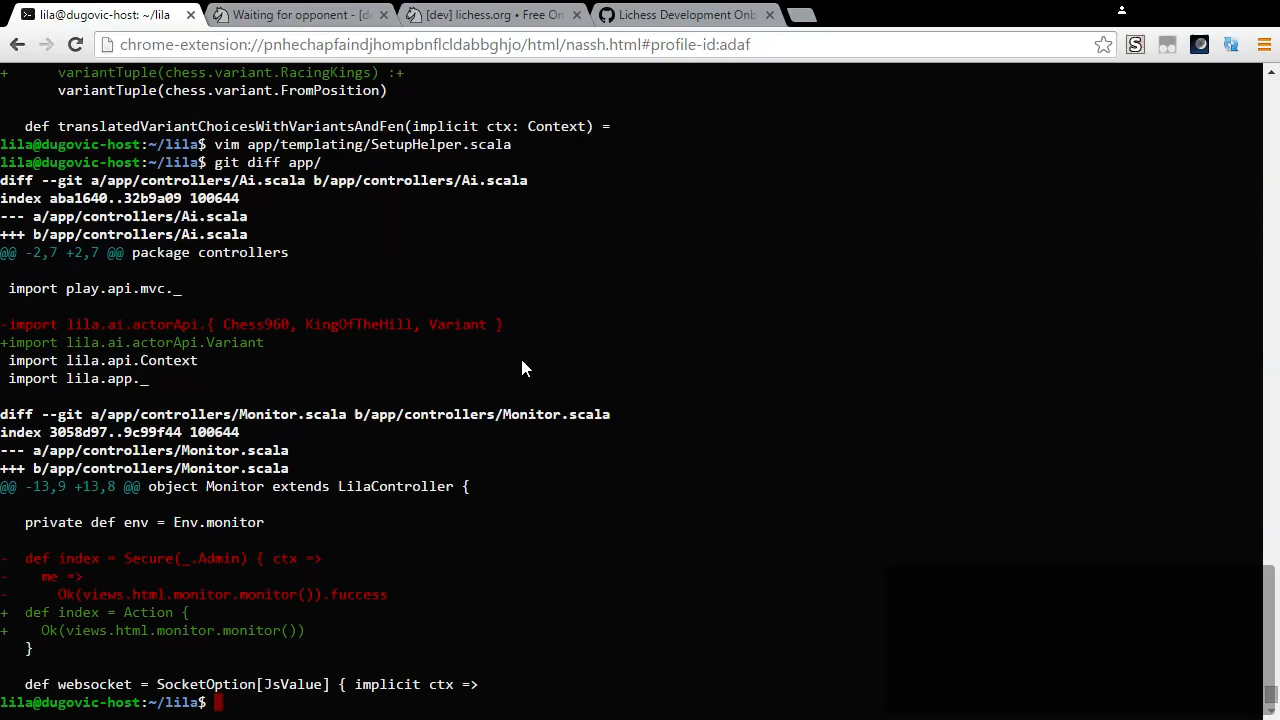 lila@dugovic-host: ~/lila
Waiting for opponent - [d
[dev] lichess.org • Free On
Lichess Development Onb
chrome-extension://pnhechapfaindjhompbnflcldabbghjo/html/nassh.html#profile-id:adaf
+      variantTuple(chess.variant.RacingKings) :+
       variantTuple(chess.variant.FromPosition)
   def translatedVariantChoicesWithVariantsAndFen(implicit ctx: Context) =
lila@dugovic-host:~/lila$ vim app/templating/SetupHelper.scala
lila@dugovic-host:~/lila$ git diff app/
diff --git a/app/controllers/Ai.scala b/app/controllers/Ai.scala
index aba1640..32b9a09 100644
--- a/app/controllers/Ai.scala
+++ b/app/controllers/Ai.scala
@@ -2,7 +2,7 @@ package controllers
 import play.api.mvc._
-import lila.ai.actorApi.{ Chess960, KingOfTheHill, Variant }
+import lila.ai.actorApi.Variant
 import lila.api.Context
 import lila.app._
diff --git a/app/controllers/Monitor.scala b/app/controllers/Monitor.scala
index 3058d97..9c99f44 100644
--- a/app/controllers/Monitor.scala
+++ b/app/controllers/Monitor.scala
@@ -13,9 +13,8 @@ object Monitor extends LilaController {
   private def env = Env.monitor
-  def index = Secure(_.Admin) { ctx =>
-    me =>
-      Ok(views.html.monitor.monitor()).fuccess
+  def index = Action {
+    Ok(views.html.monitor.monitor())
   }
   def websocket = SocketOption[JsValue] { implicit ctx =>
lila@dugovic-host:~/lila$